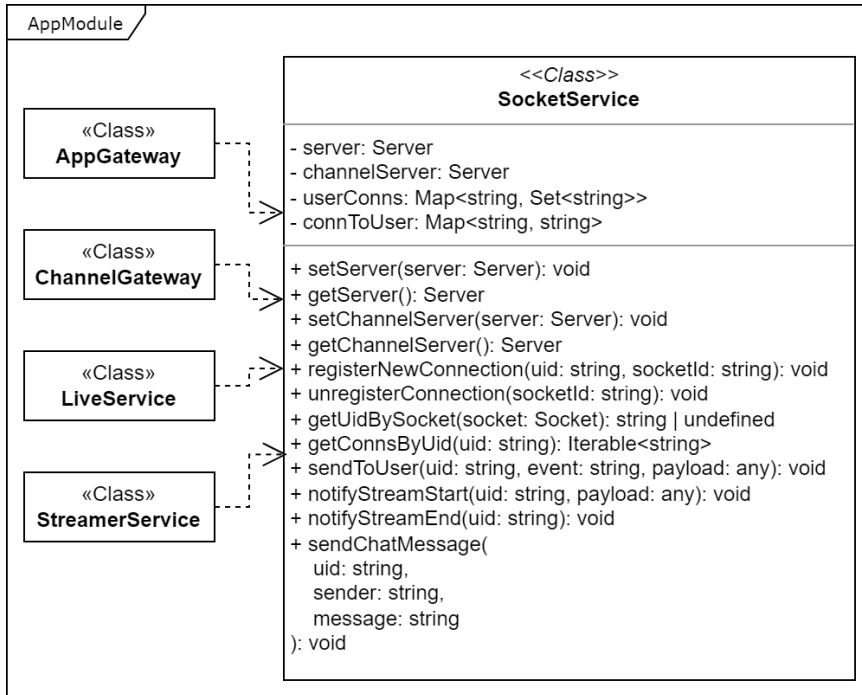 AppModule
«Class»
AppGateway
«Class»
ChannelGateway
«Class»
LiveService
«Class»
StreamerService
<<Class>>
SocketService
- server: Server
- channelServer: Server
- userConns: Map<string, Set<string>>
- connToUser: Map<string, string>
+ setServer(server: Server): void
+ getServer(): Server
+ setChannelServer(server: Server): void
+ getChannelServer(): Server
+ registerNewConnection(uid: string, socketId: string): void
+ unregisterConnection(socketId: string): void
+ getUidBySocket(socket: Socket): string | undefined
+ getConnsByUid(uid: string): Iterable<string>
+ sendToUser(uid: string, event: string, payload: any): void
+ notifyStreamStart(uid: string, payload: any): void
+ notifyStreamEnd(uid: string): void
+ sendChatMessage(
uid: string,
sender: string,
message: string
): void